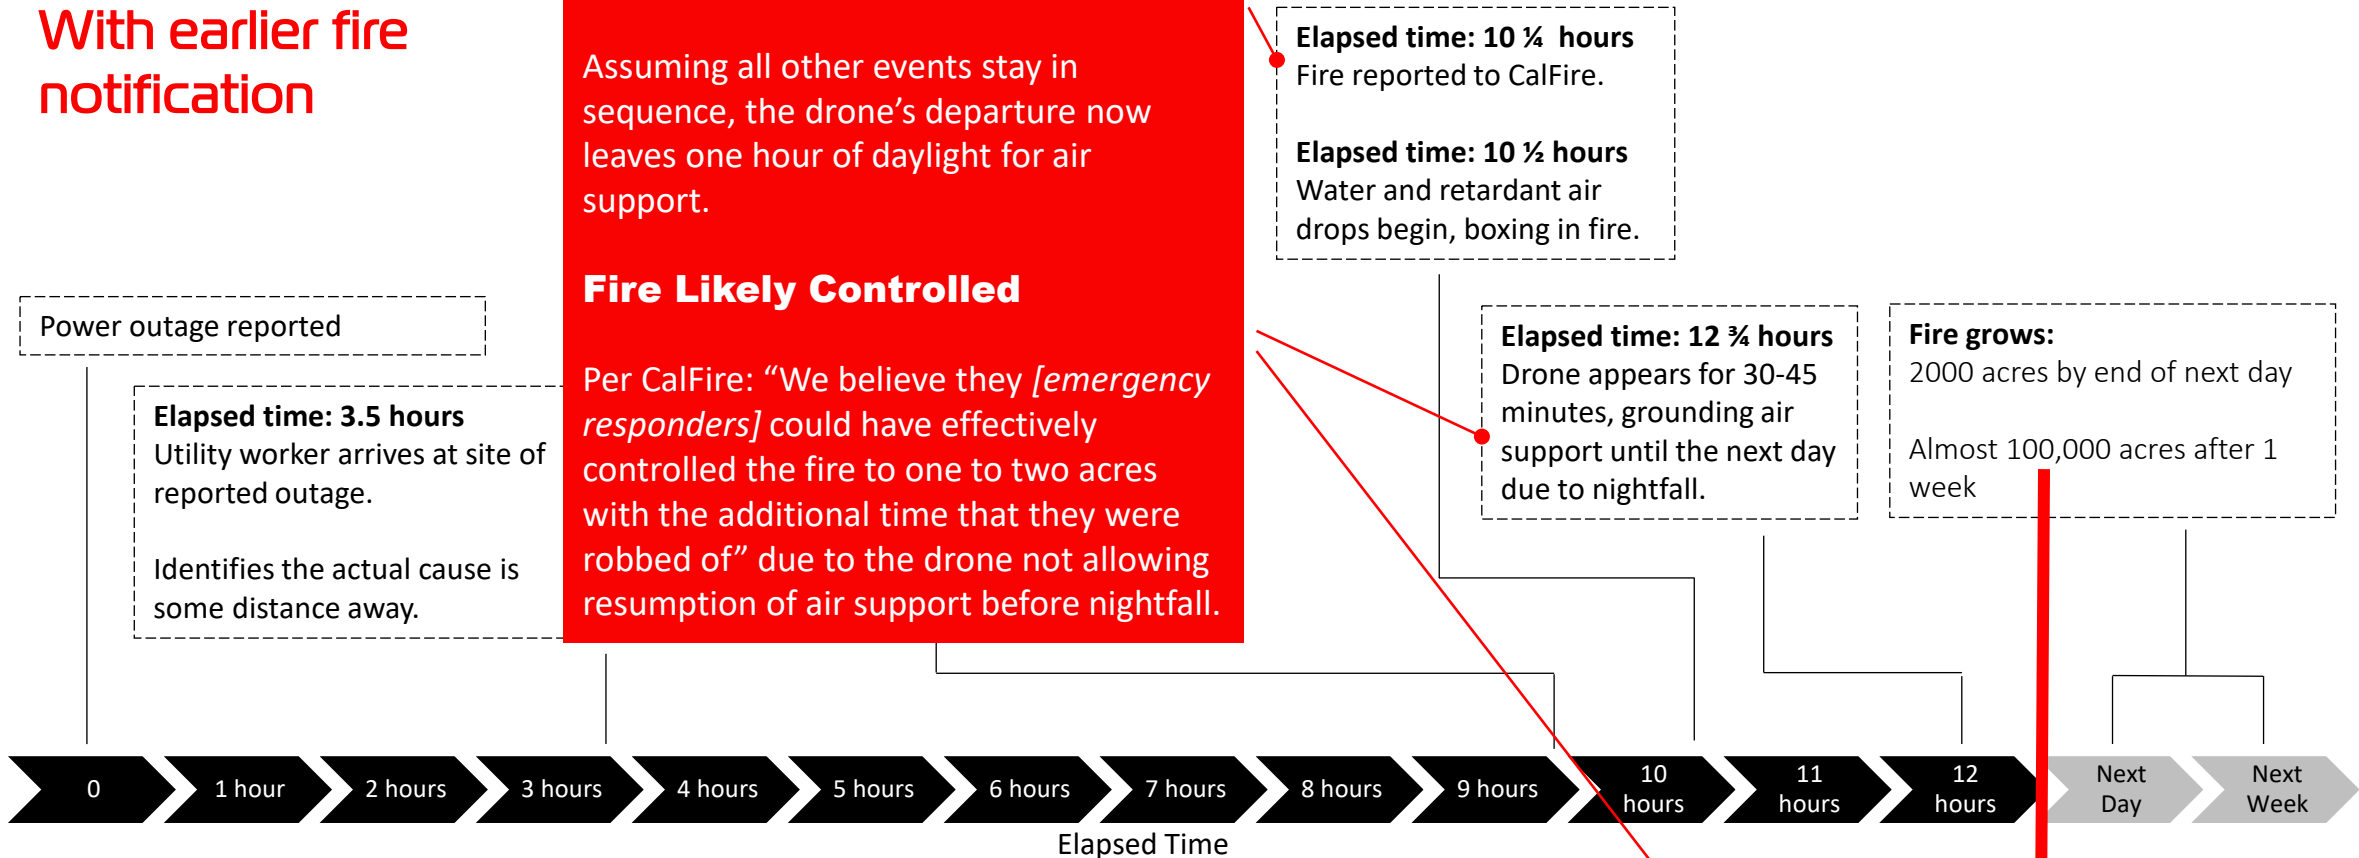 With earlier fire
notification
Assuming all other events stay in
sequence, the drone’s departure now
leaves one hour of daylight for air
support.
Fire Likely Controlled
Per CalFire: “We believe they [emergency
responders] could have effectively
controlled the fire to one to two acres
with the additional time that they were
robbed of” due to the drone not allowing
resumption of air support before nightfall.
Power outage reported
Elapsed time: 3.5 hours
Utility worker arrives at site of
reported outage.
Identifies the actual cause is
some distance away.
Elapsed time: 10 ¼ hours
Fire reported to CalFire.
Elapsed time: 10 ½ hours
Water and retardant air
drops begin, boxing in fire.
Elapsed time: 12 ¾ hours
Drone appears for 30-45
minutes, grounding air
support until the next day
due to nightfall.
Fire grows:
2000 acres by end of next day
Almost 100,000 acres after 1
week
0
1 hour
2 hours
3 hours
4 hours
5 hours
6 hours
7 hours
8 hours
9 hours
10
hours
11
hours
12
hours
Next
Day
Next
Week
Elapsed Time